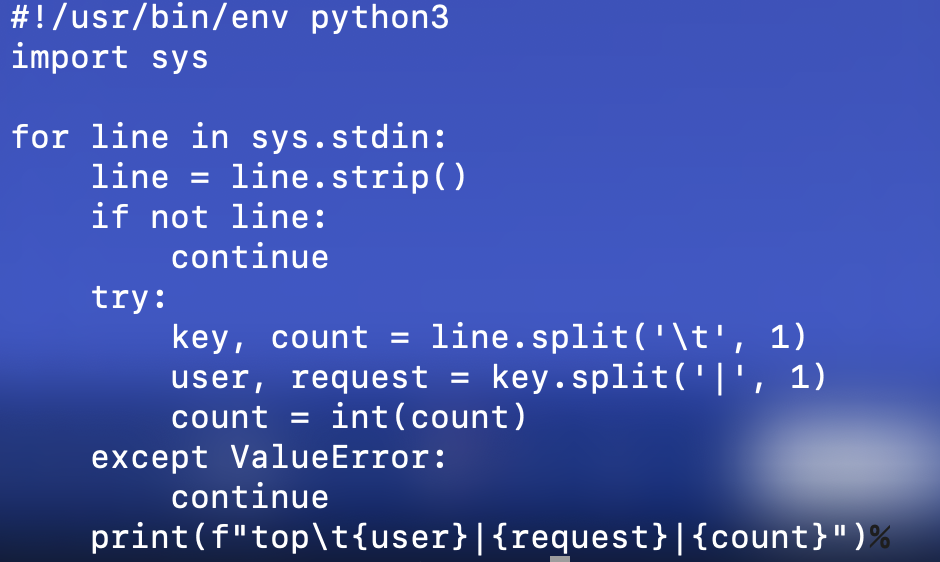 #!/usr/bin/env python3
import sys

for line in sys.stdin:
    line = line.strip()
    if not line:
        continue
    try:
        key, count = line.split('\t', 1)
        user, request = key.split('|', 1)
        count = int(count)
    except ValueError:
        continue
    print(f"top\t{user}|{request}|{count}")%